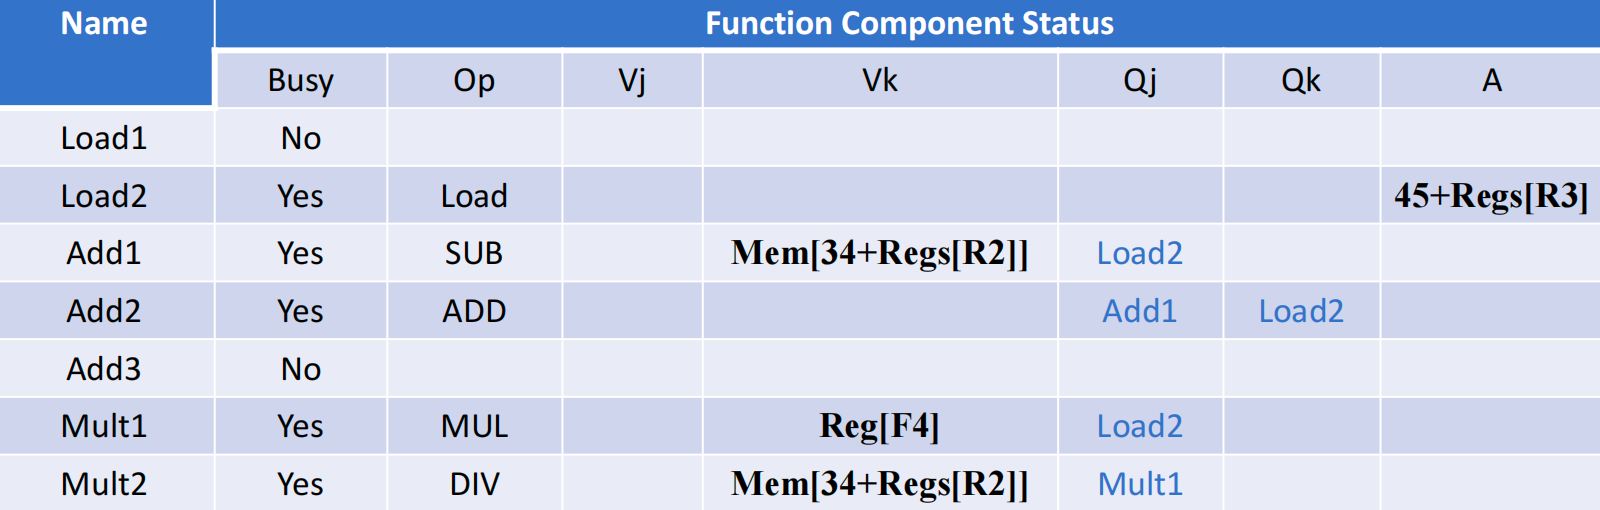 Name Function Component Status
Busy Op Vj Vk Qj Qk A
Load1 No
Load2 Yes Load 45+Regs[R3]
Add1 Yes SUB Mem[34+Regs[R2]] Load2
Add2 Yes ADD Add1 Load2
Add3 No
Mult1 Yes MUL Reg[F4] Load2
Mult2 Yes DIV Mem[34+Regs[R2]] Mult1